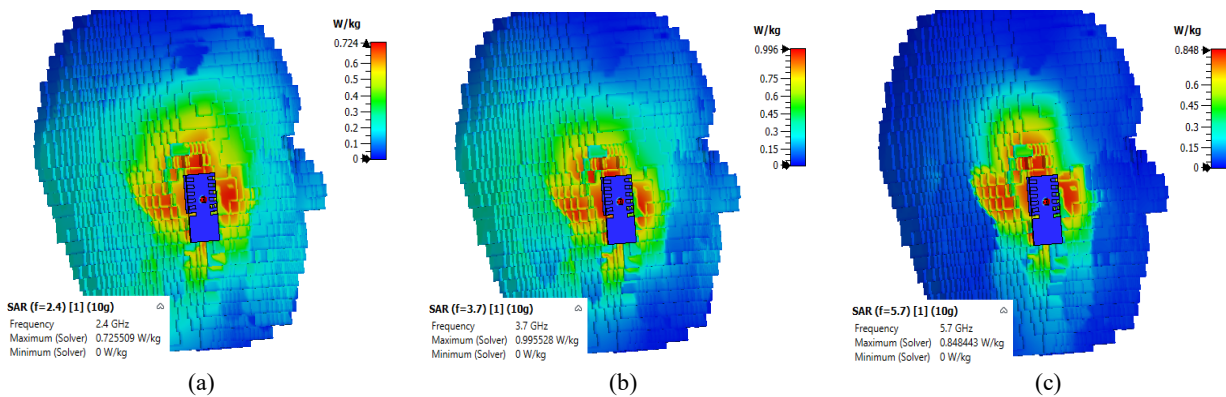 W/kg
0.724
0.6
0.5
0.4
0.3
0.2
0.1
0
SAR (f=2.4) [1] (10g)
Frequency 2.4 GHz
Maximum (Solver) 0.725509 W/kg
Minimum (Solver) 0 W/kg
(a)
W/kg
0.996
0.75
0.6
0.45
0.3
0.15
0
SAR (f=3.7) [1] (10g)
Frequency 3.7 GHz
Maximum (Solver) 0.995528 W/kg
Minimum (Solver) 0 W/kg
(b)
W/kg
0.848
0.6
0.45
0.3
0.15
0
SAR (f=5.7) [1] (10g)
Frequency 5.7 GHz
Maximum (Solver) 0.848443 W/kg
Minimum (Solver) 0 W/kg
(c)